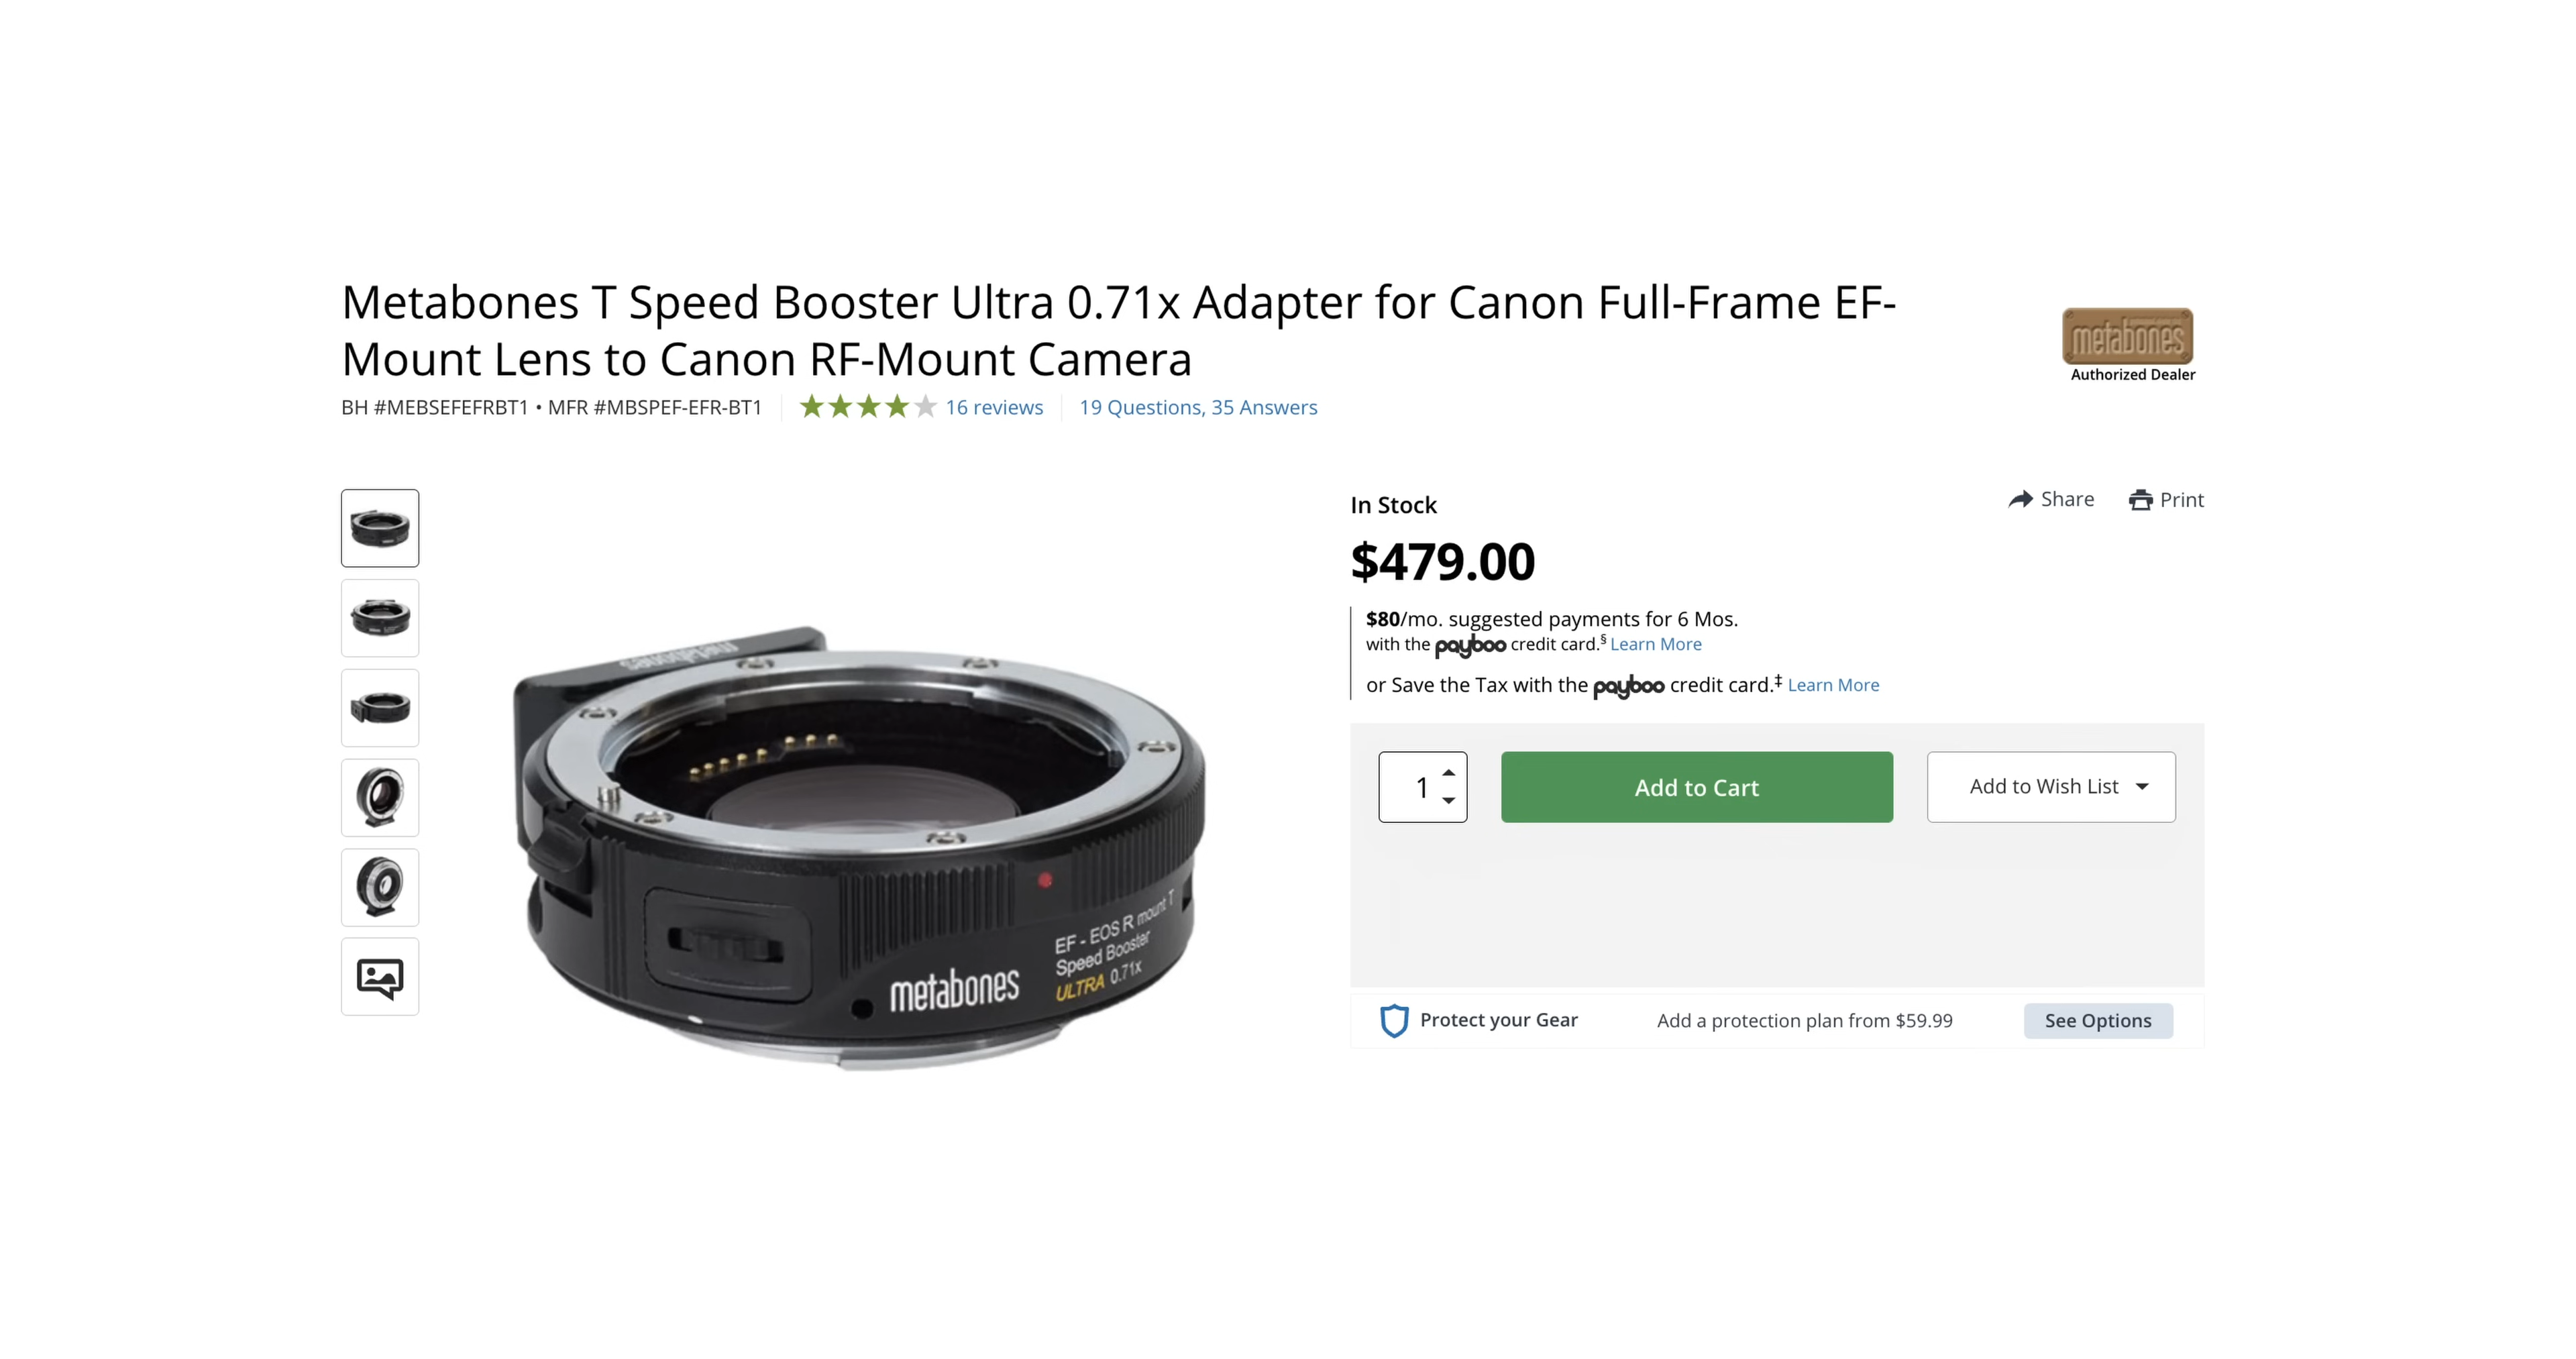 Metabones T Speed Booster Ultra 0.71x Adapter for Canon Full-Frame EF-
Mount Lens to Canon RF-Mount Camera
metabones
Authorized Dealer
BH #MEBSEFEFRBT1 • MFR #MBSPEF-EFR-BT1
16 reviews
19 Questions, 35 Answers
In Stock
Share
Print
$479.00
$80/mo. suggested payments for 6 Mos.
with the payboo credit card.§ Learn More
or Save the Tax with the payboo credit card.‡ Learn More
1
Add to Cart
Add to Wish List
Protect your Gear
Add a protection plan from $59.99
See Options
metabones
metabones
EF - EOS R mount T
Speed Booster
ULTRA 0.71x